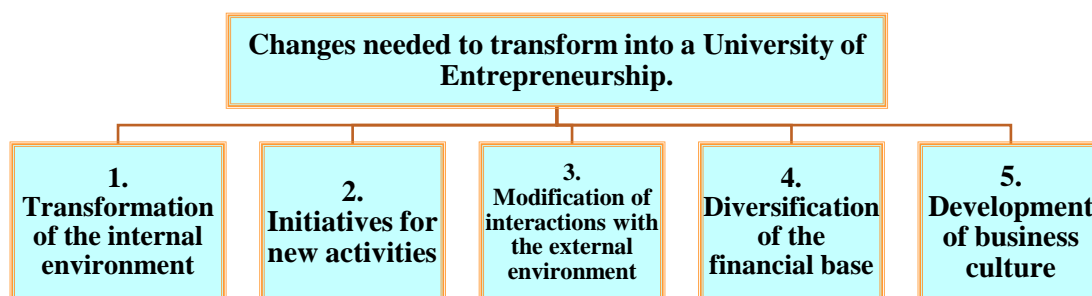 Changes needed to transform into a University of
Entrepreneurship.
1.
Transformation
of the internal
environment
2.
Initiatives for
new activities
3.
Modification of
interactions with
the external
environment
4.
Diversification
of the
financial base
5.
Development
of business
culture